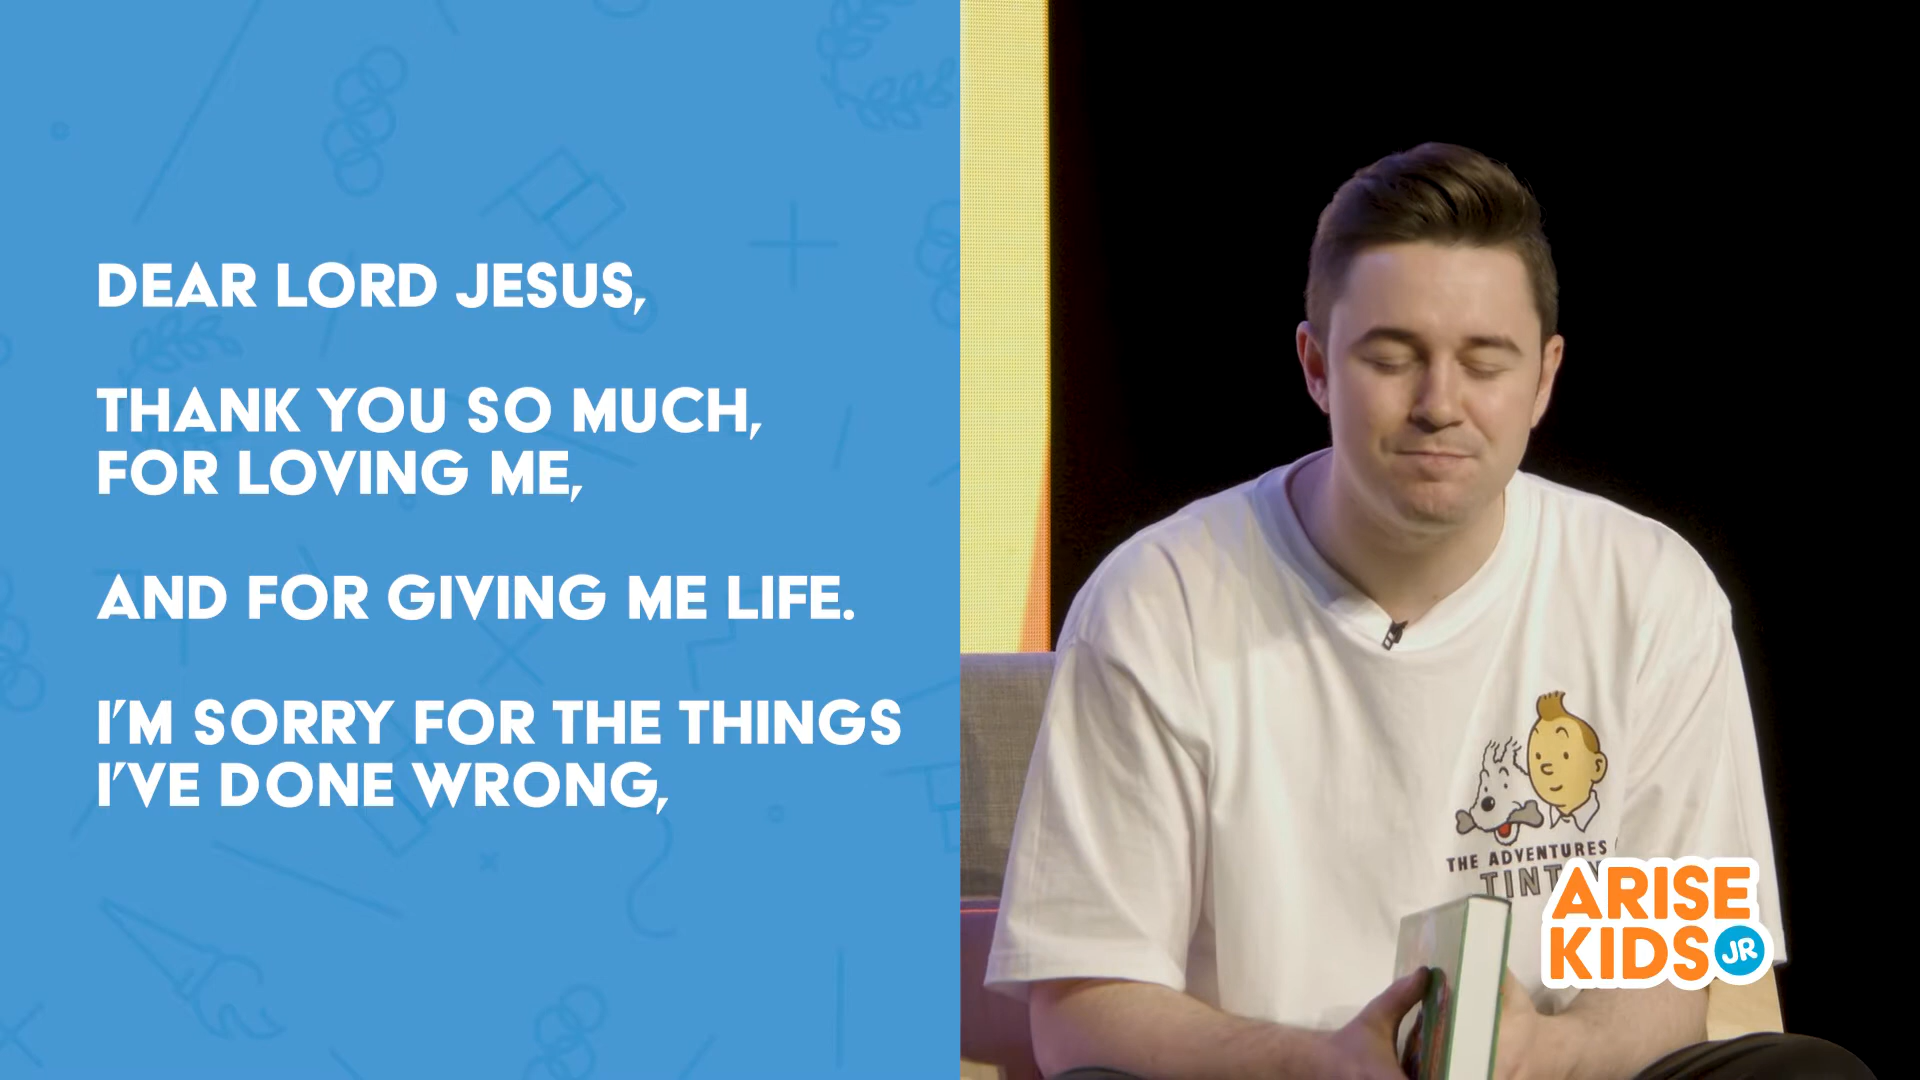 DEAR LORD JESUS,
THANK YOU SO MUCH,
FOR LOVING ME,
AND FOR GIVING ME LIFE.
I'M SORRY FOR THE THINGS
I'VE DONE WRONG,
THE ADVENTURES
ARISE
KIDS JR